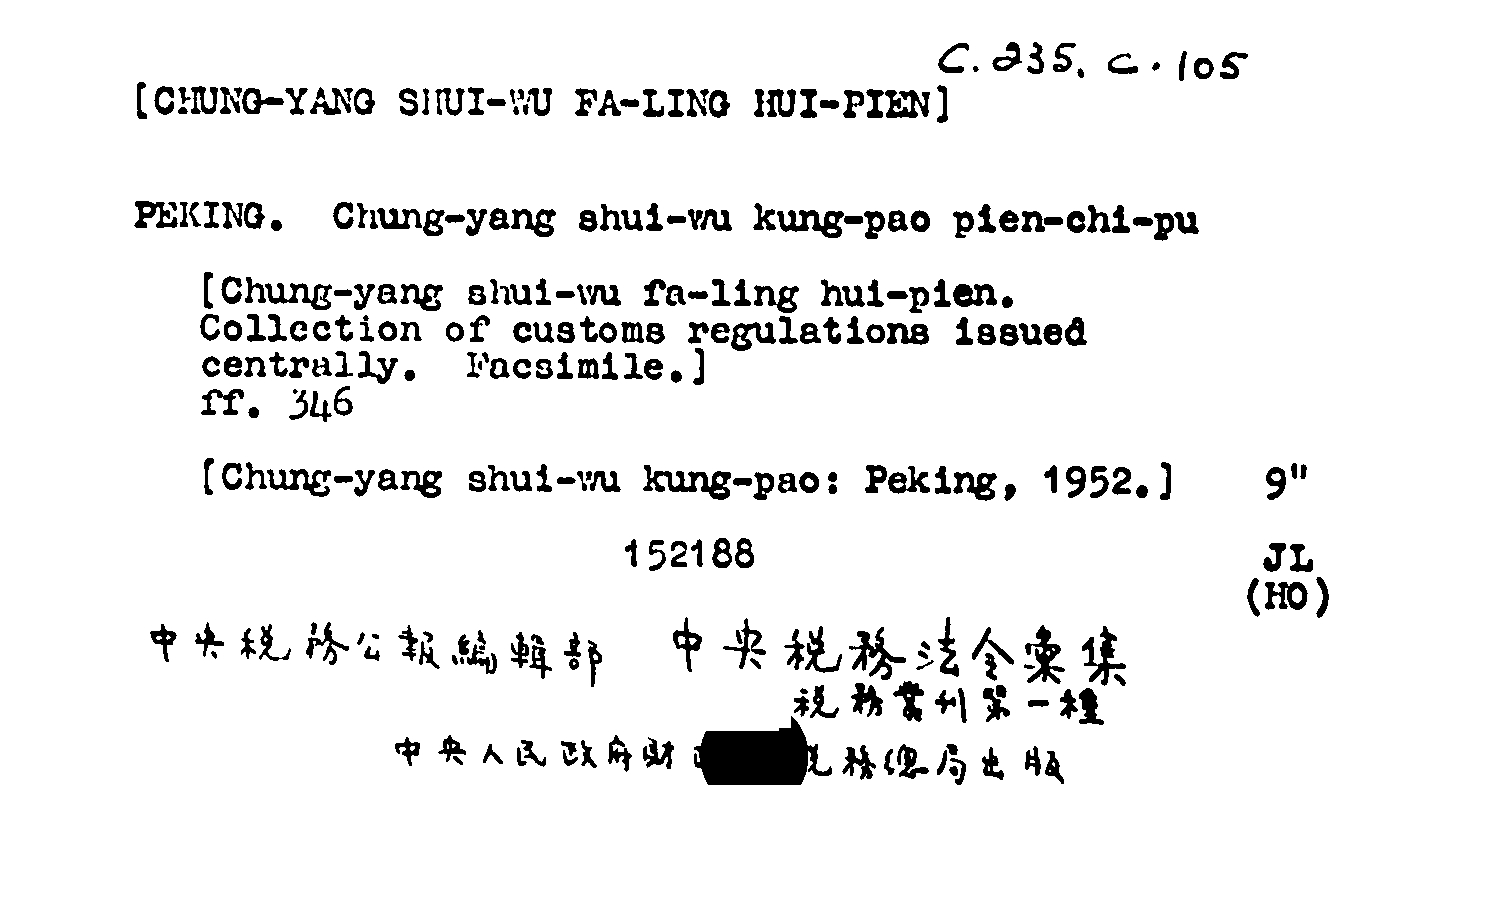 C. 235. c. 105
[CHUNG-YANG SHUI-WU FA-LING HUI-PIEN]
PEKING. Chung-yang shui-wu kung-pao pien-chi-pu
[Chung-yang shui-wu fa-ling hui-pien.
Collection of customs regulations issued
centrally. Facsimile.]
ff. 346
[Chung-yang shui-wu kung-pao: Peking, 1952.] 9"
152188 JL
(HO)
中央税務公報編輯部 中央税務法令彙集
税務叢刊第一種
中央人民政府財 税務總局出版